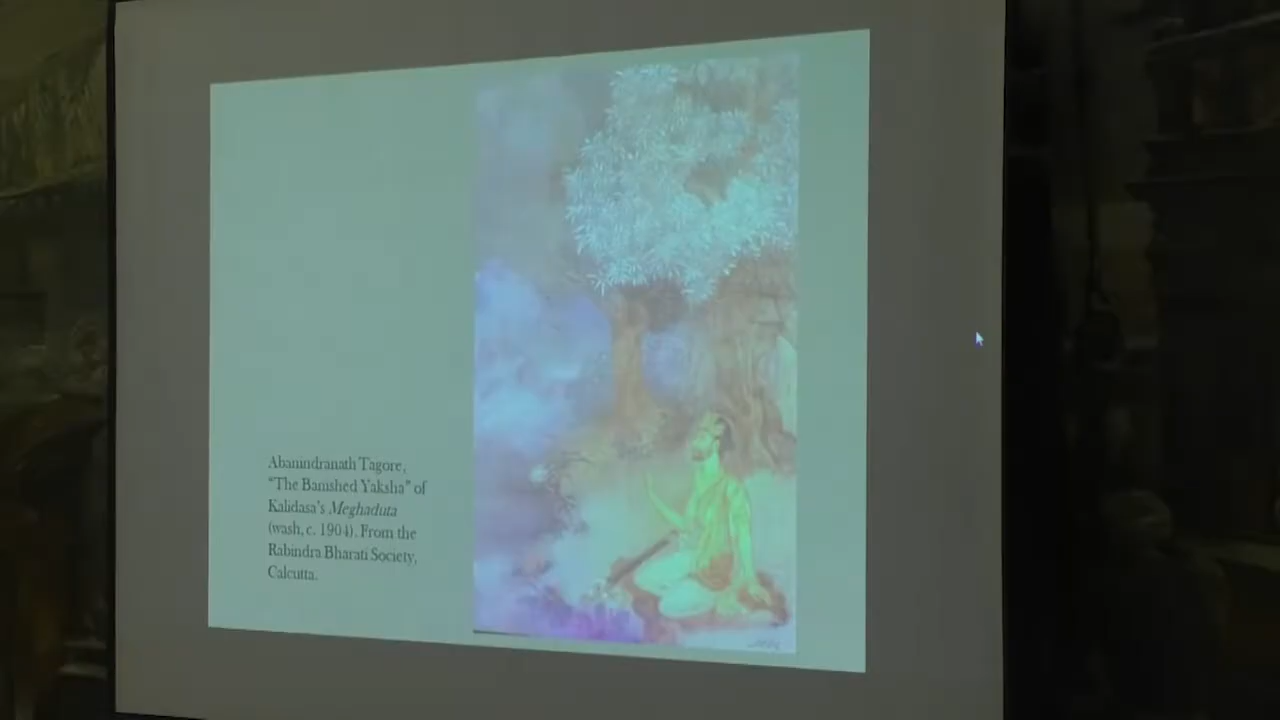 Abanindranath Tagore,
"The Banished Yaksha" of
Kalidasa's Meghaduta
(wash, c. 1904). From the
Rabindra Bharati Society,
Calcutta.